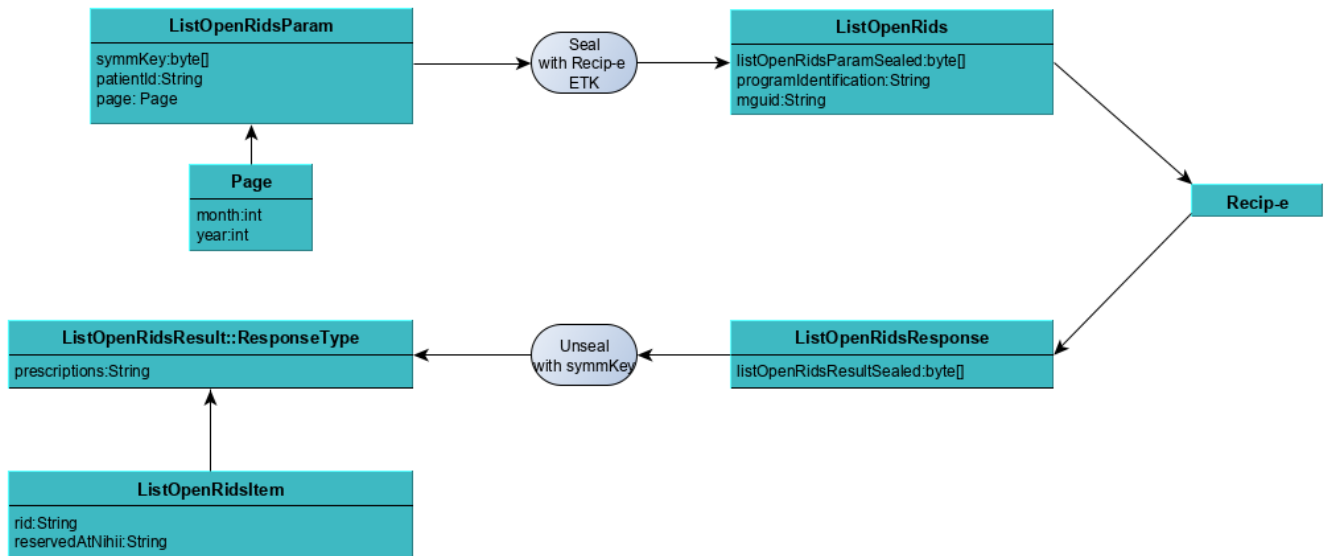 ListOpenRidsParam
symmKey:byte[]
patientId:String
page: Page
Seal
with Recip-e
ETK
ListOpenRids
listOpenRidsParamSealed:byte[]
programIdentification:String
mguid:String
Page
month:int
year:int
Recip-e
ListOpenRidsResult::ResponseType
prescriptions:String
Unseal
with symmKey
ListOpenRidsResponse
listOpenRidsResultSealed:byte[]
ListOpenRidsItem
rid:String
reservedAtNihii:String